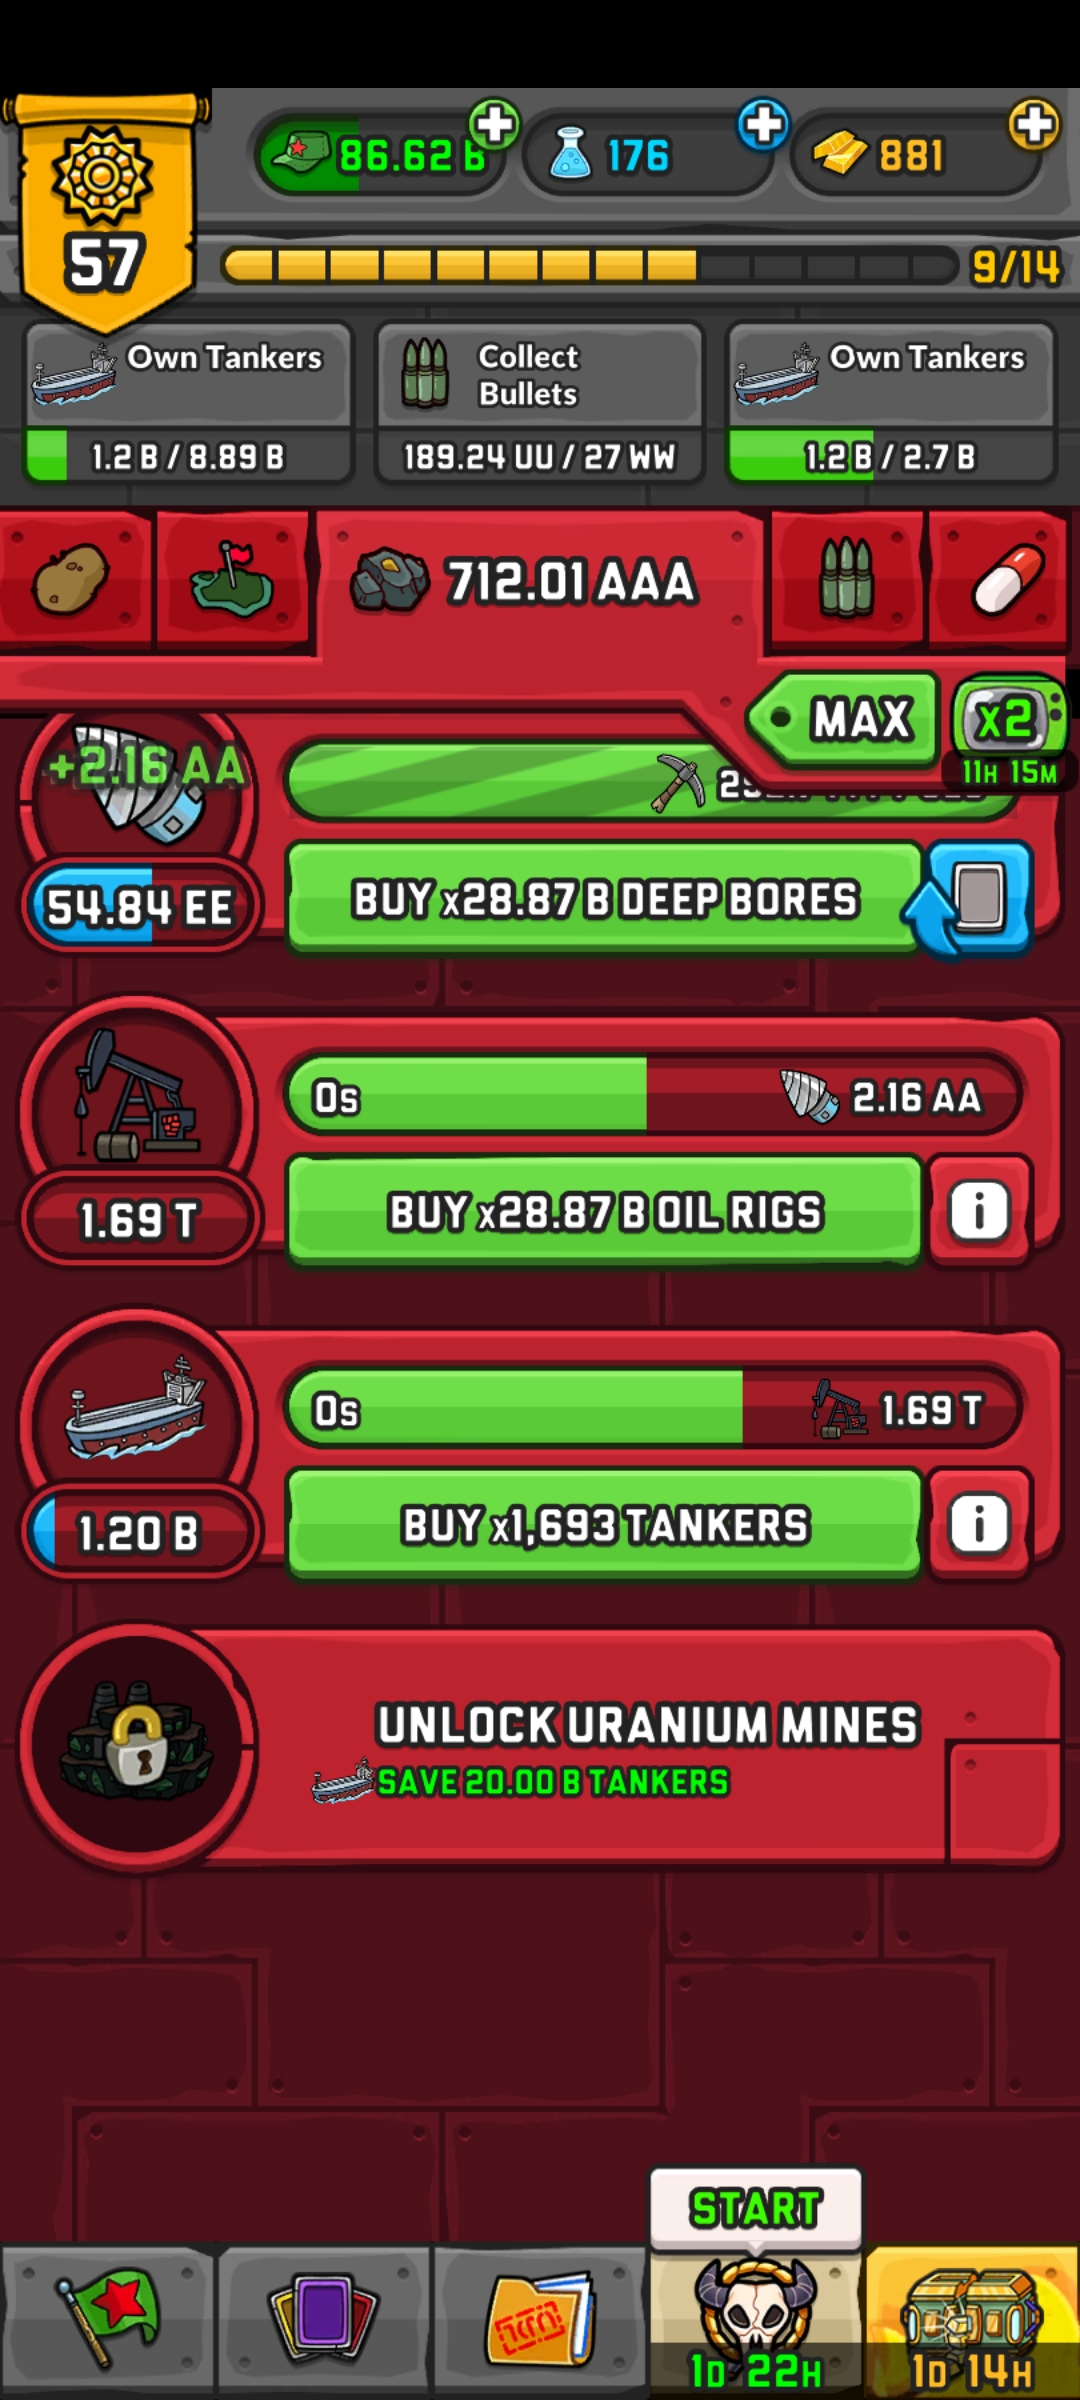 86.62 B
176
881
57
9/14
Own Tankers
1.2 B / 8.89 B
Collect
Bullets
189.24 UU / 27 WW
Own Tankers
1.2 B / 2.7 B
712.01 AAA
MAX
x2
11H 15M
+2.16 AA
54.84 EE
BUY x28.87 B DEEP BORES
0s
2.16 AA
1.69 T
BUY x28.87 B OIL RIGS
i
0s
1.69 T
1.20 B
BUY x1,693 TANKERS
i
UNLOCK URANIUM MINES
SAVE 20.00 B TANKERS
START
1D 22H
1D 14H